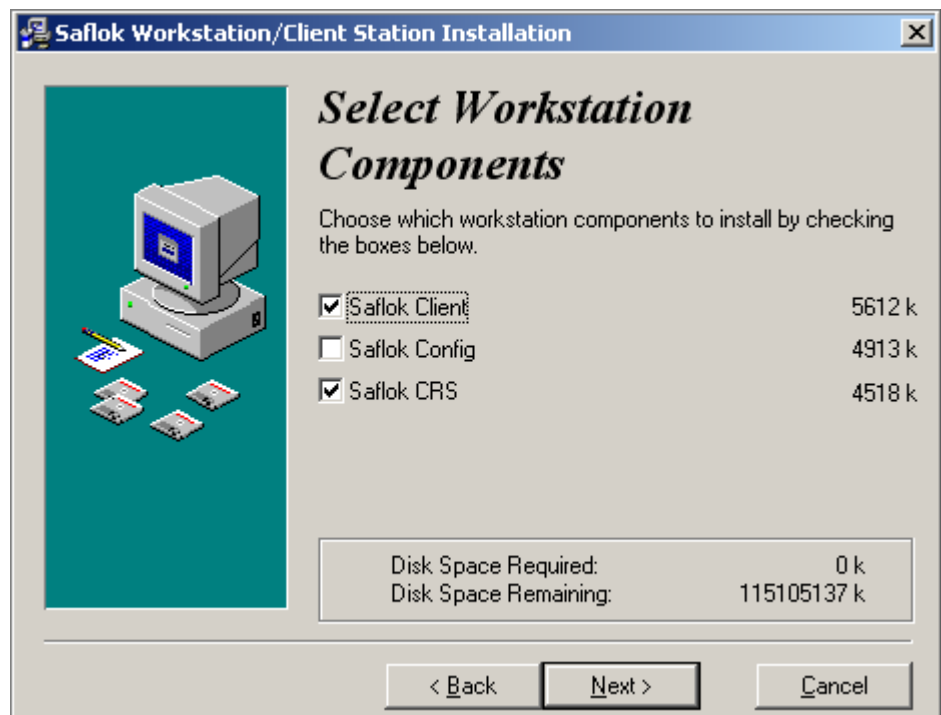 Saflok Workstation/Client Station Installation
Select Workstation
Components
Choose which workstation components to install by checking
the boxes below.
Saflok Client 5612 k
Saflok Config 4913 k
Saflok CRS 4518 k
Disk Space Required: 0 k
Disk Space Remaining: 115105137 k
< Back Next > Cancel